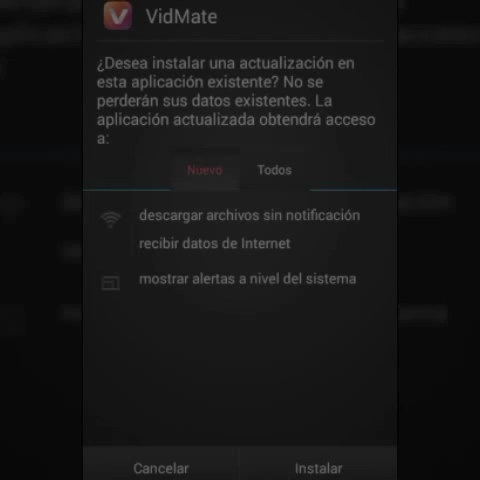 VidMate
¿Desea instalar una actualización en
esta aplicación existente? No se
perderán sus datos existentes. La
aplicación actualizada obtendrá acceso
a:
Nuevo Todos
descargar archivos sin notificación
recibir datos de Internet
mostrar alertas a nivel del sistema
Cancelar Instalar